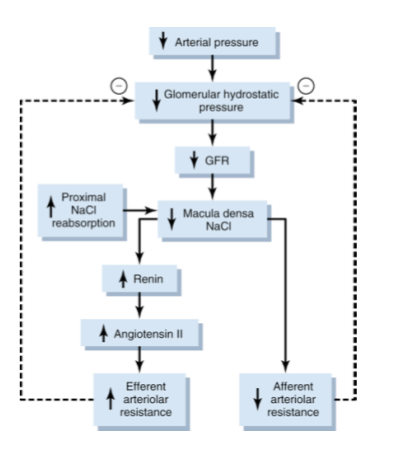 Arterial pressure
−
−
Glomerular hydrostatic
pressure
GFR
Proximal
NaCl
reabsorption
Macula densa
NaCl
Renin
Angiotensin II
Efferent
arteriolar
resistance
Afferent
arteriolar
resistance